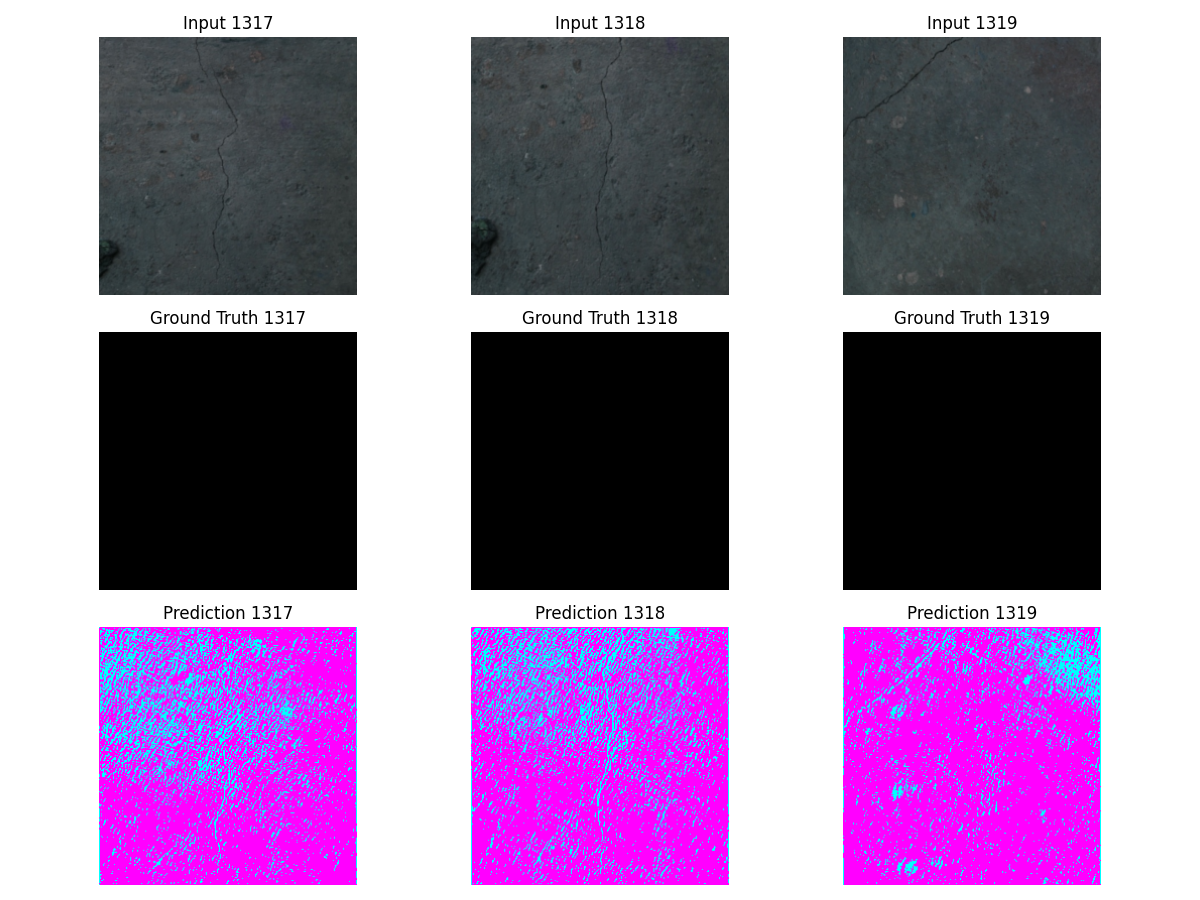 Input 1317
Input 1318
Input 1319
Ground Truth 1317
Ground Truth 1318
Ground Truth 1319
Prediction 1317
Prediction 1318
Prediction 1319